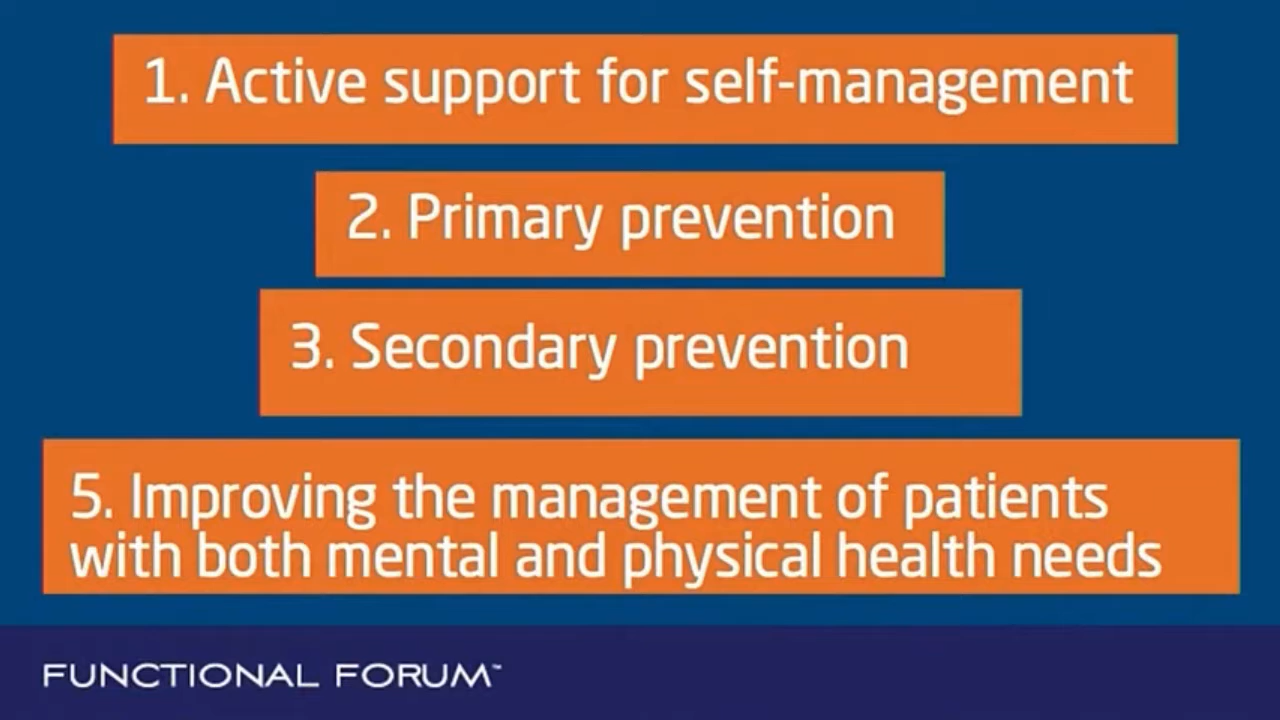 1. Active support for self-management
2. Primary prevention
3. Secondary prevention
5. Improving the management of patients
with both mental and physical health needs
FUNCTIONAL FORUM™